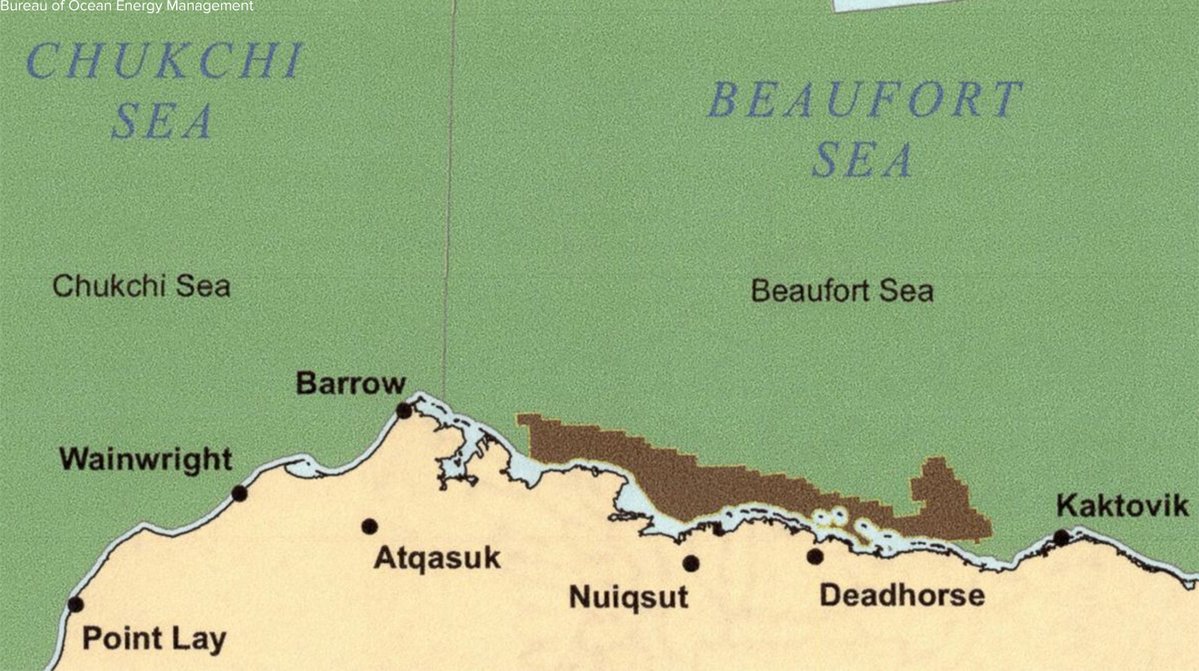 Bureau of Ocean Energy Management
CHUKCHI
SEA
BEAUFORT
SEA
Chukchi Sea
Beaufort Sea
Barrow
Wainwright
Kaktovik
Atqasuk
Nuiqsut
Deadhorse
Point Lay